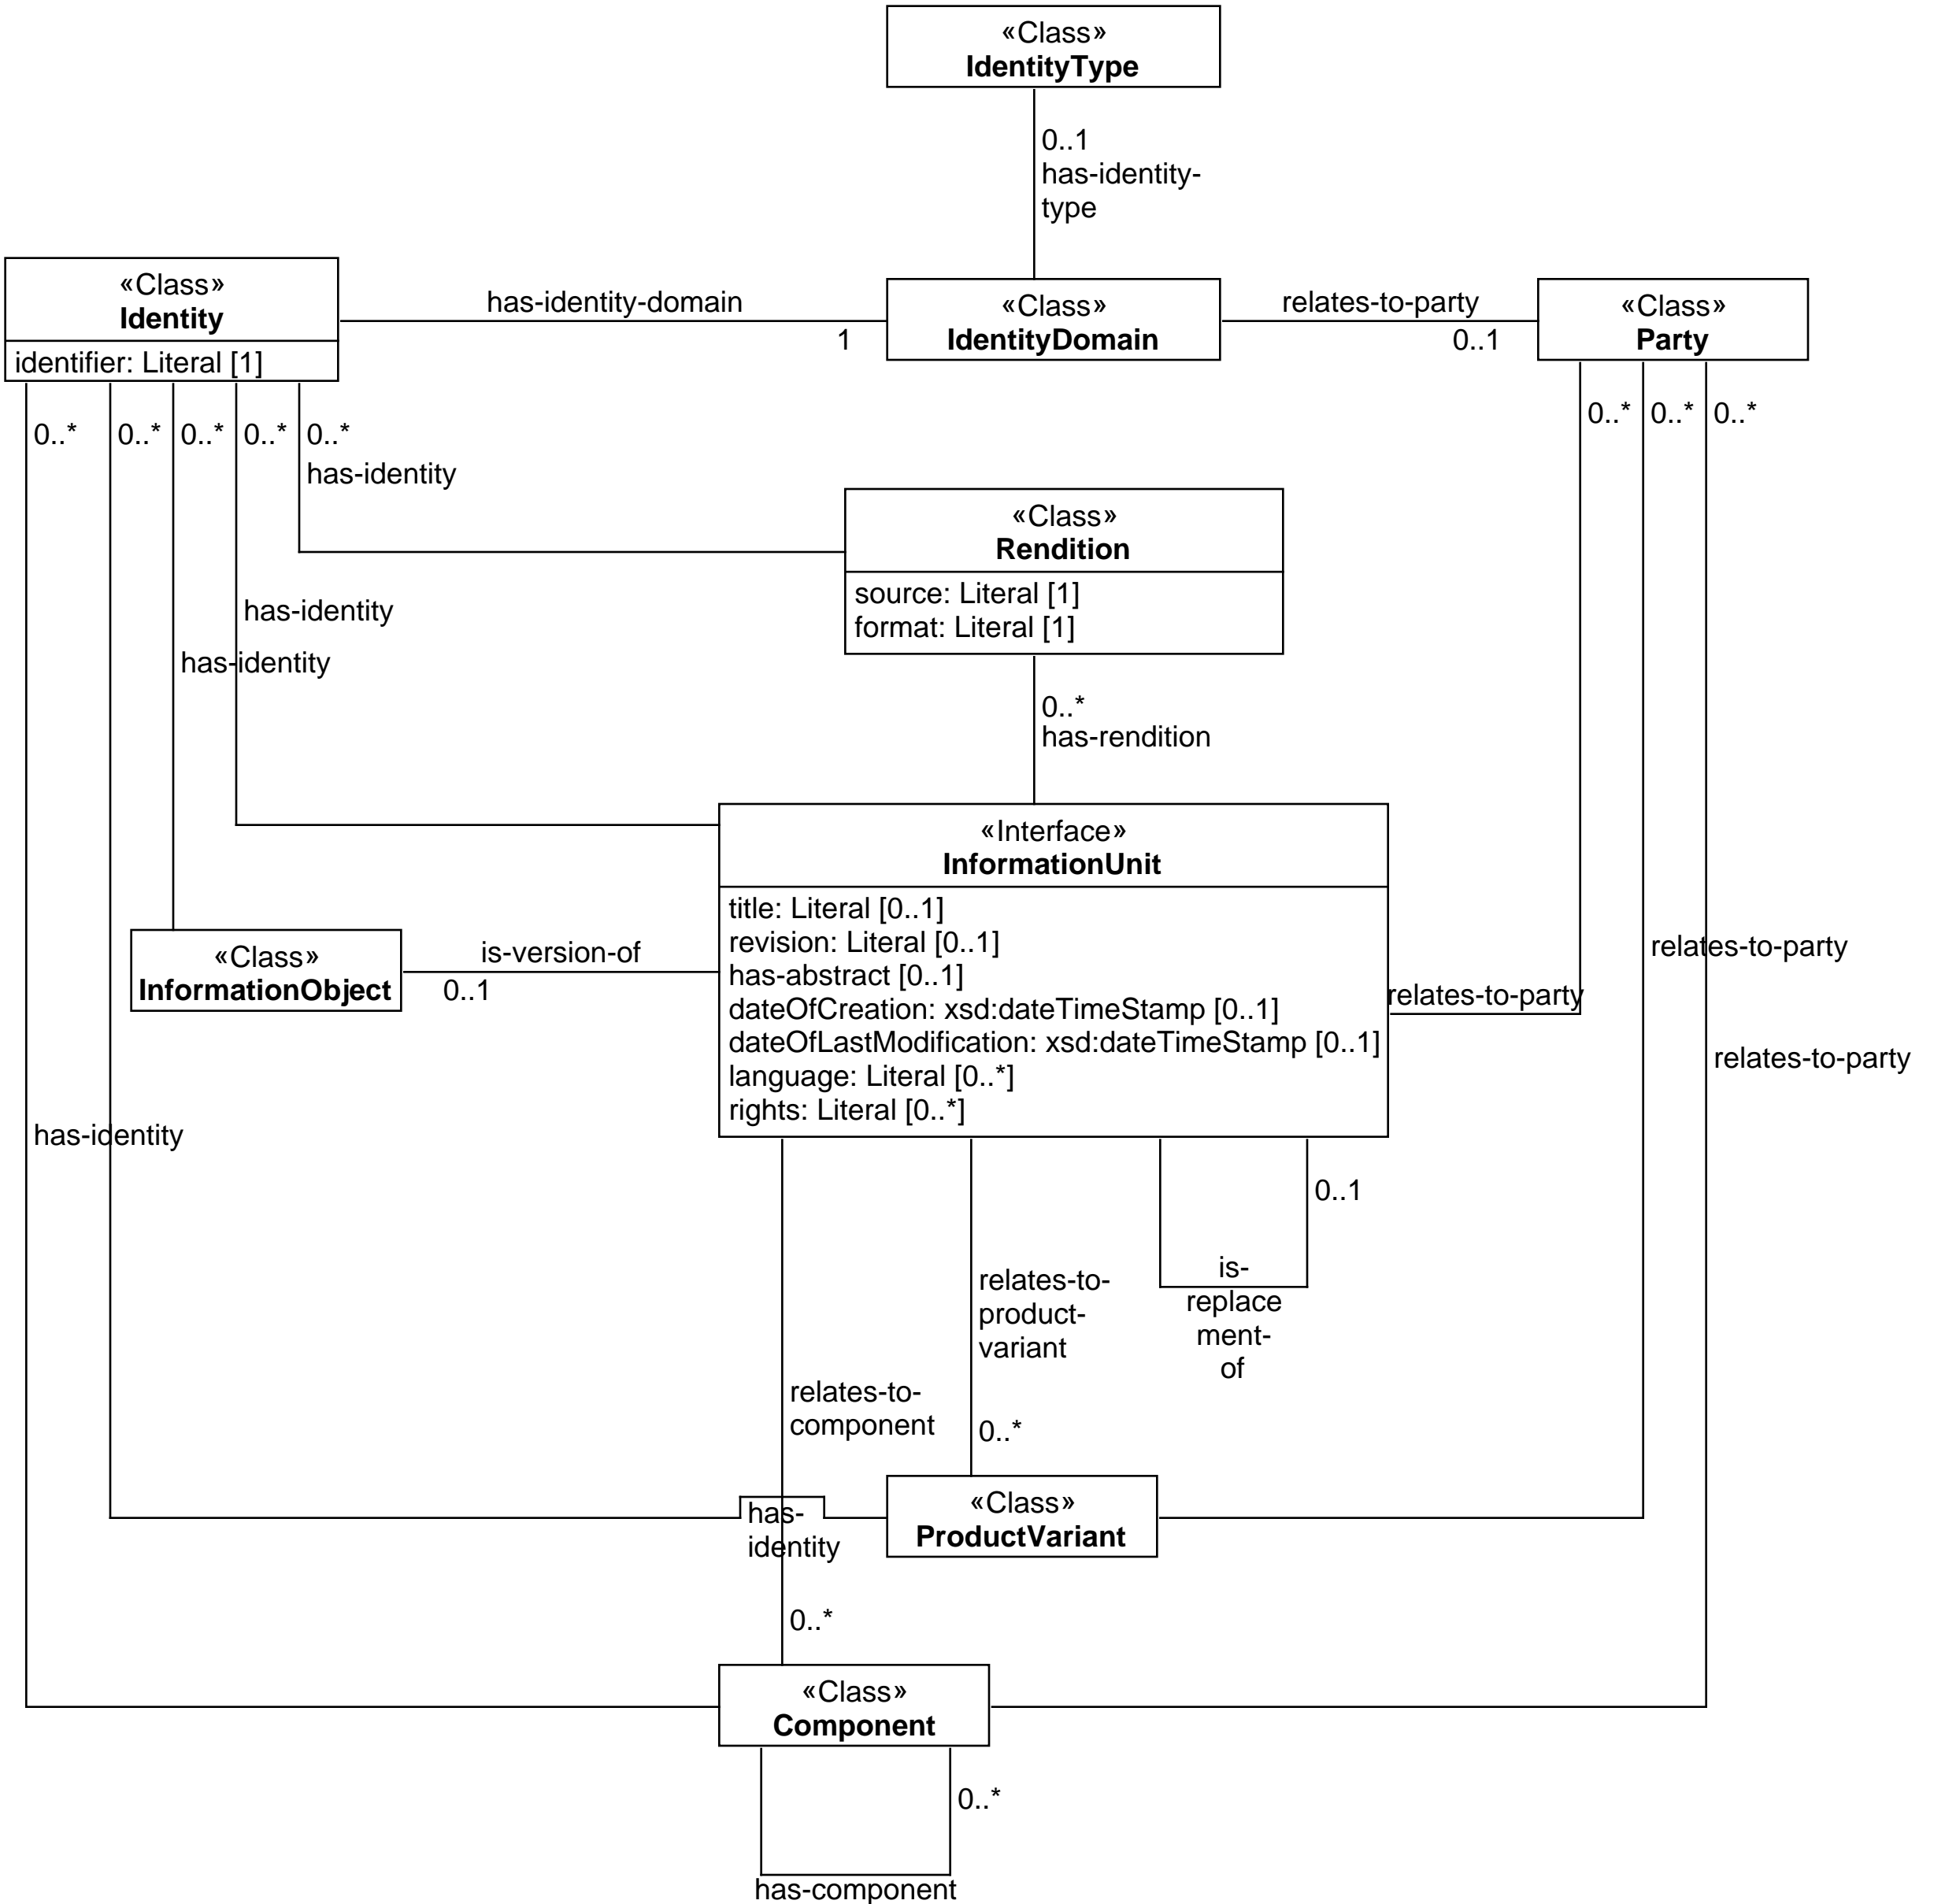 «Class»
IdentityType
0..1
has-identity-
type
«Class»
Identity
identifier: Literal [1]
has-identity-domain
1
«Class»
IdentityDomain
relates-to-party
0..1
«Class»
Party
0..*
0..*
0..*
0..*
0..*
has-identity
0..*
0..*
0..*
«Class»
Rendition
source: Literal [1]
format: Literal [1]
has-identity
has-identity
0..*
has-rendition
«Interface»
InformationUnit
title: Literal [0..1]
revision: Literal [0..1]
has-abstract [0..1]
dateOfCreation: xsd:dateTimeStamp [0..1]
dateOfLastModification: xsd:dateTimeStamp [0..1]
language: Literal [0..*]
rights: Literal [0..*]
«Class»
InformationObject
is-version-of
0..1
relates-to-party
relates-to-party
relates-to-party
has-identity
0..1
is-
replace
ment-
of
relates-to-
product-
variant
0..*
relates-to-
component
has-
identity
«Class»
ProductVariant
0..*
«Class»
Component
0..*
has-component